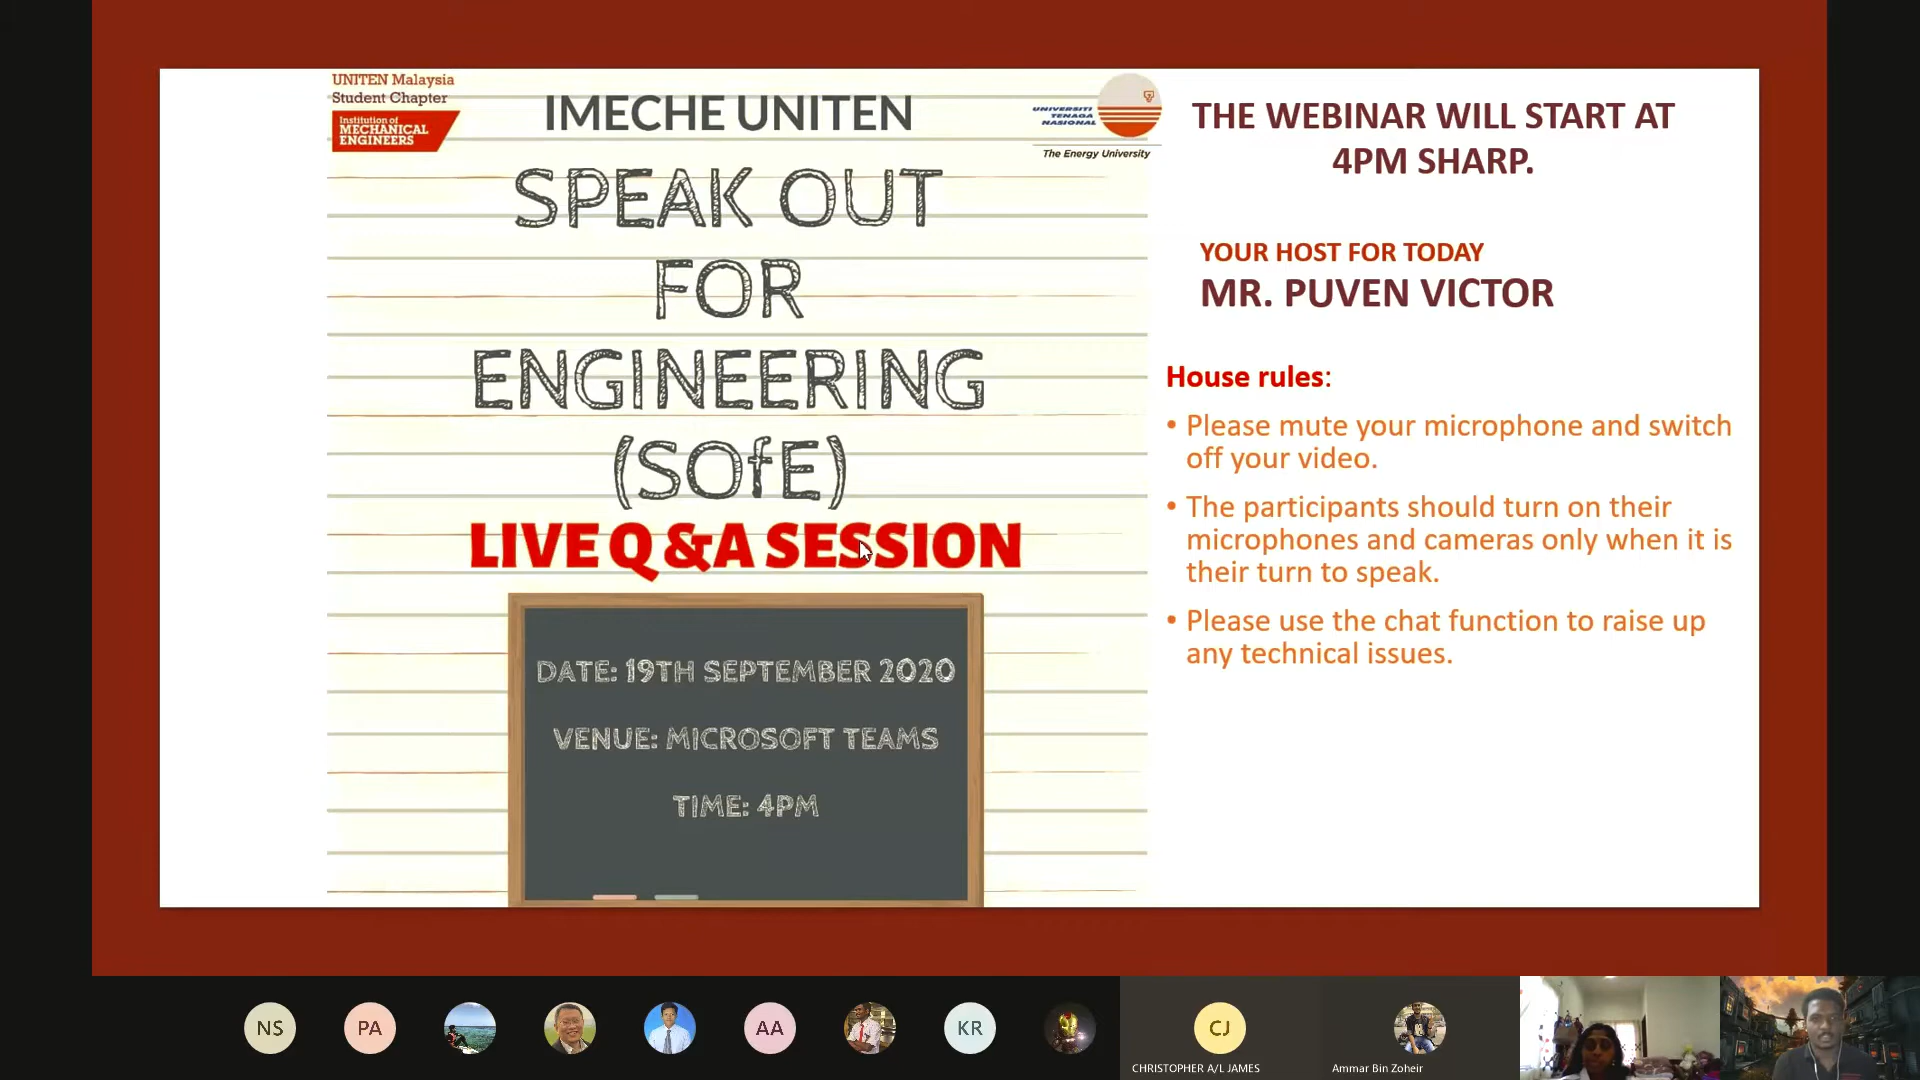 UNITEN Malaysia
Student Chapter
Institution of
MECHANICAL
ENGINEERS
IMECHE UNITEN
UNIVERSITI
TENAGA
NASIONAL
The Energy University
SPEAK OUT
FOR
ENGINEERING
(SOfE)
LIVE Q &A SESSION
DATE: 19TH SEPTEMBER 2020
VENUE: MICROSOFT TEAMS
TIME: 4PM
THE WEBINAR WILL START AT
4PM SHARP.
YOUR HOST FOR TODAY
MR. PUVEN VICTOR
House rules:
• Please mute your microphone and switch
off your video.
• The participants should turn on their
microphones and cameras only when it is
their turn to speak.
• Please use the chat function to raise up
any technical issues.
NS
PA
AA
KR
CJ
CHRISTOPHER A/L JAMES
Ammar Bin Zoheir